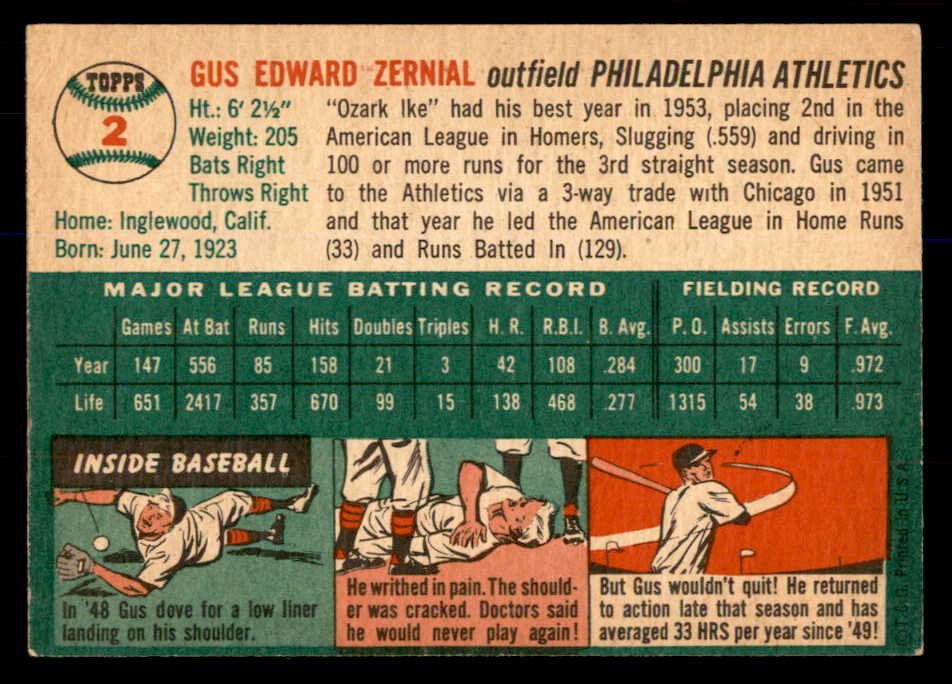 TOPPS
2
GUS EDWARD ZERNIAL outfield PHILADELPHIA ATHLETICS
Ht.: 6' 2½"
Weight: 205
Bats Right
Throws Right
Home: Inglewood, Calif.
Born: June 27, 1923
"Ozark Ike" had his best year in 1953, placing 2nd in the
American League in Homers, Slugging (.559) and driving in
100 or more runs for the 3rd straight season. Gus came
to the Athletics via a 3-way trade with Chicago in 1951
and that year he led the American League in Home Runs
(33) and Runs Batted In (129).
MAJOR LEAGUE BATTING RECORD FIELDING RECORD
Games At Bat Runs Hits Doubles Triples H. R. R.B.I. B. Avg. P. O. Assists Errors F. Avg.
Year 147 556 85 158 21 3 42 108 .284 300 17 9 .972
Life 651 2417 357 670 99 15 138 468 .277 1315 54 38 .973
INSIDE BASEBALL
In '48 Gus dove for a low liner
landing on his shoulder.
He writhed in pain. The should-
er was cracked. Doctors said
he would never play again!
But Gus wouldn't quit! He returned
to action late that season and has
averaged 33 HRS per year since '49!
©T.C.G. Printed in U.S.A.